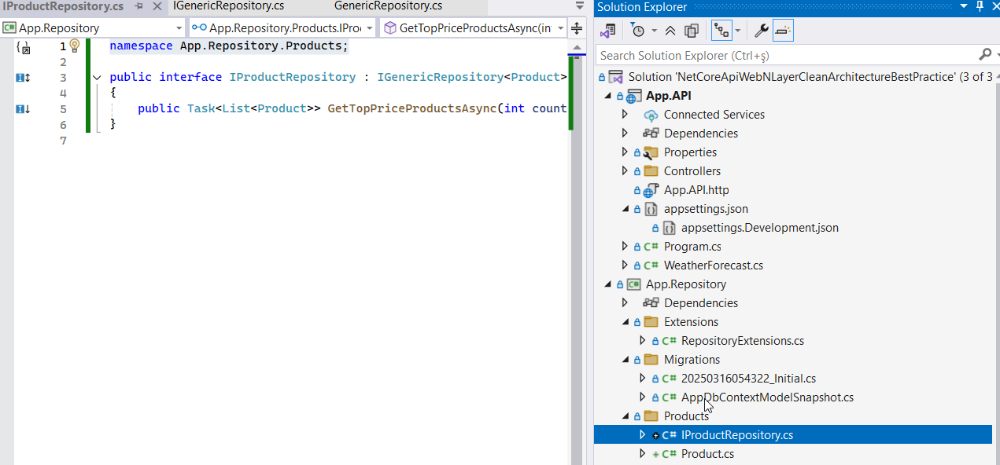 IProductRepository.cs
IGenericRepository.cs
GenericRepository.cs
App.Repository
App.Repository.Products.IProc
GetTopPriceProductsAsync(in
1 namespace App.Repository.Products;
2
3 public interface IProductRepository : IGenericRepository<Product>
4 {
5 public Task<List<Product>> GetTopPriceProductsAsync(int count
6 }
7
Solution Explorer
Search Solution Explorer (Ctrl+ş)
Solution 'NetCoreApiWebNLayerCleanArchitectureBestPractice' (3 of 3
App.API
Connected Services
Dependencies
Properties
Controllers
App.API.http
appsettings.json
appsettings.Development.json
C# Program.cs
C# WeatherForecast.cs
C# App.Repository
Dependencies
Extensions
C# RepositoryExtensions.cs
Migrations
C# 20250316054322_Initial.cs
C# AppDbContextModelSnapshot.cs
Products
C# IProductRepository.cs
C# Product.cs